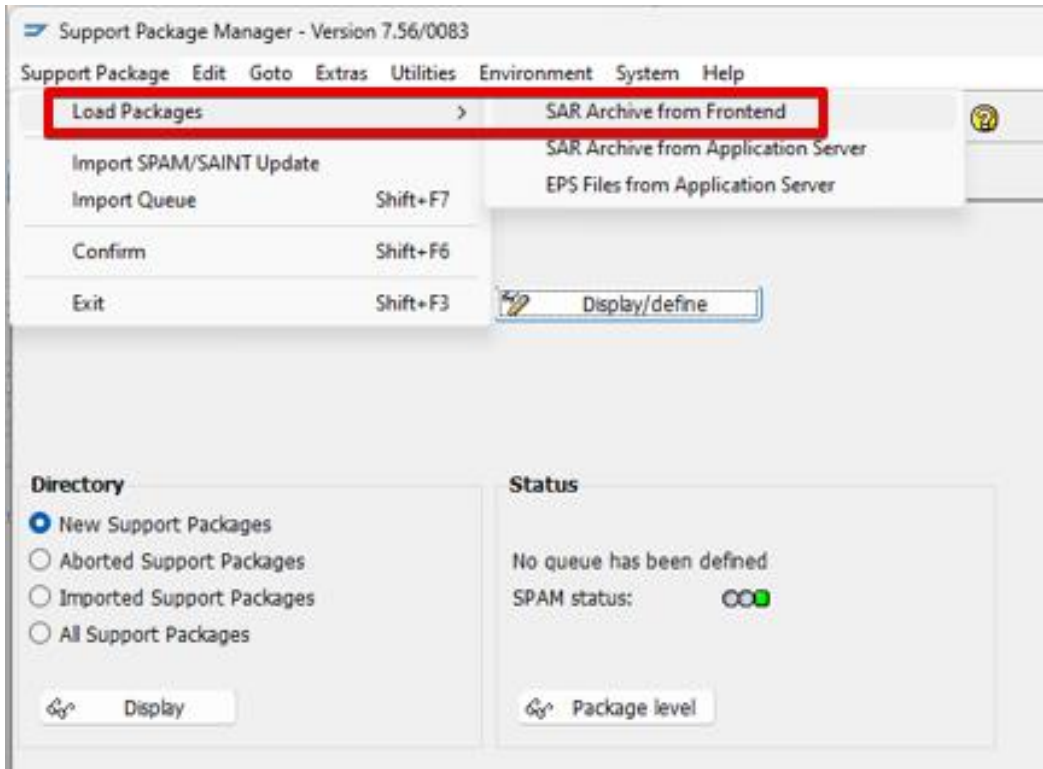 Support Package Manager - Version 7.56/0083
Support Package Edit Goto Extras Utilities Environment System Help
Load Packages > SAR Archive from Frontend
SAR Archive from Application Server
Import SPAM/SAINT Update
EPS Files from Application Server
Import Queue Shift+F7
Confirm Shift+F6
Exit Shift+F3
Display/define
Directory
New Support Packages
Aborted Support Packages
Imported Support Packages
All Support Packages
Display
Status
No queue has been defined
SPAM status:
Package level